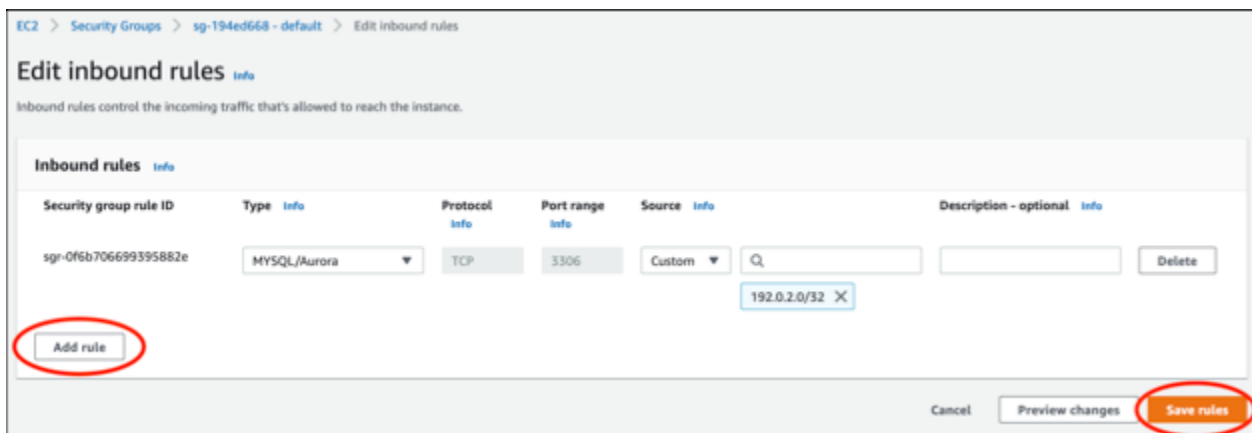 EC2 > Security Groups > sg-194ed668 - default > Edit inbound rules
Edit inbound rules Info
Inbound rules control the incoming traffic that's allowed to reach the instance.
Inbound rules Info
Security group rule ID Type Info Protocol Info Port range Info Source Info Description - optional Info
sgr-0f6b706699395882e MYSQL/Aurora TCP 3306 Custom Delete
192.0.2.0/32
Add rule
Cancel Preview changes Save rules